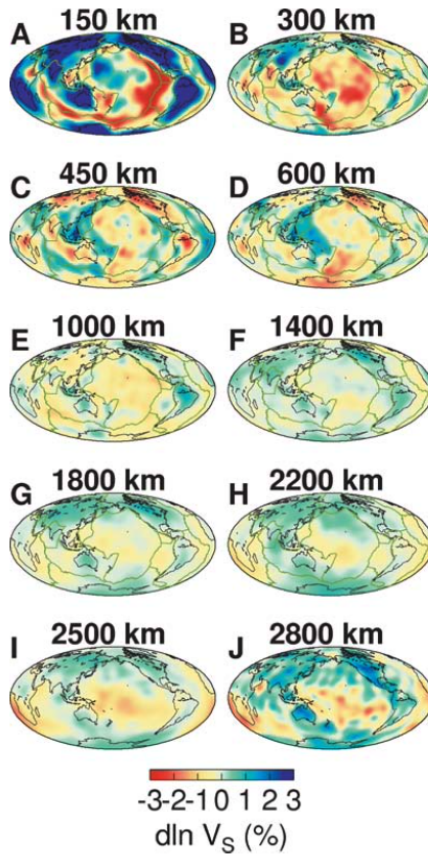 A 150 km
B 300 km
C 450 km
D 600 km
E 1000 km
F 1400 km
G 1800 km
H 2200 km
I 2500 km
J 2800 km
-3-2-1 0 1 2 3
dln V_S (%)